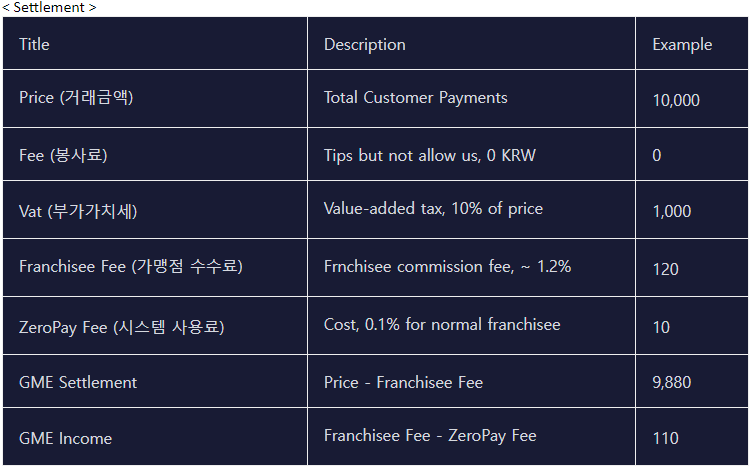 < Settlement >
Title Description Example
Price (거래금액) Total Customer Payments 10,000
Fee (봉사료) Tips but not allow us, 0 KRW 0
Vat (부가가치세) Value-added tax, 10% of price 1,000
Franchisee Fee (가맹점 수수료) Frnchisee commission fee, ~ 1.2% 120
ZeroPay Fee (시스템 사용료) Cost, 0.1% for normal franchisee 10
GME Settlement Price - Franchisee Fee 9,880
GME Income Franchisee Fee - ZeroPay Fee 110